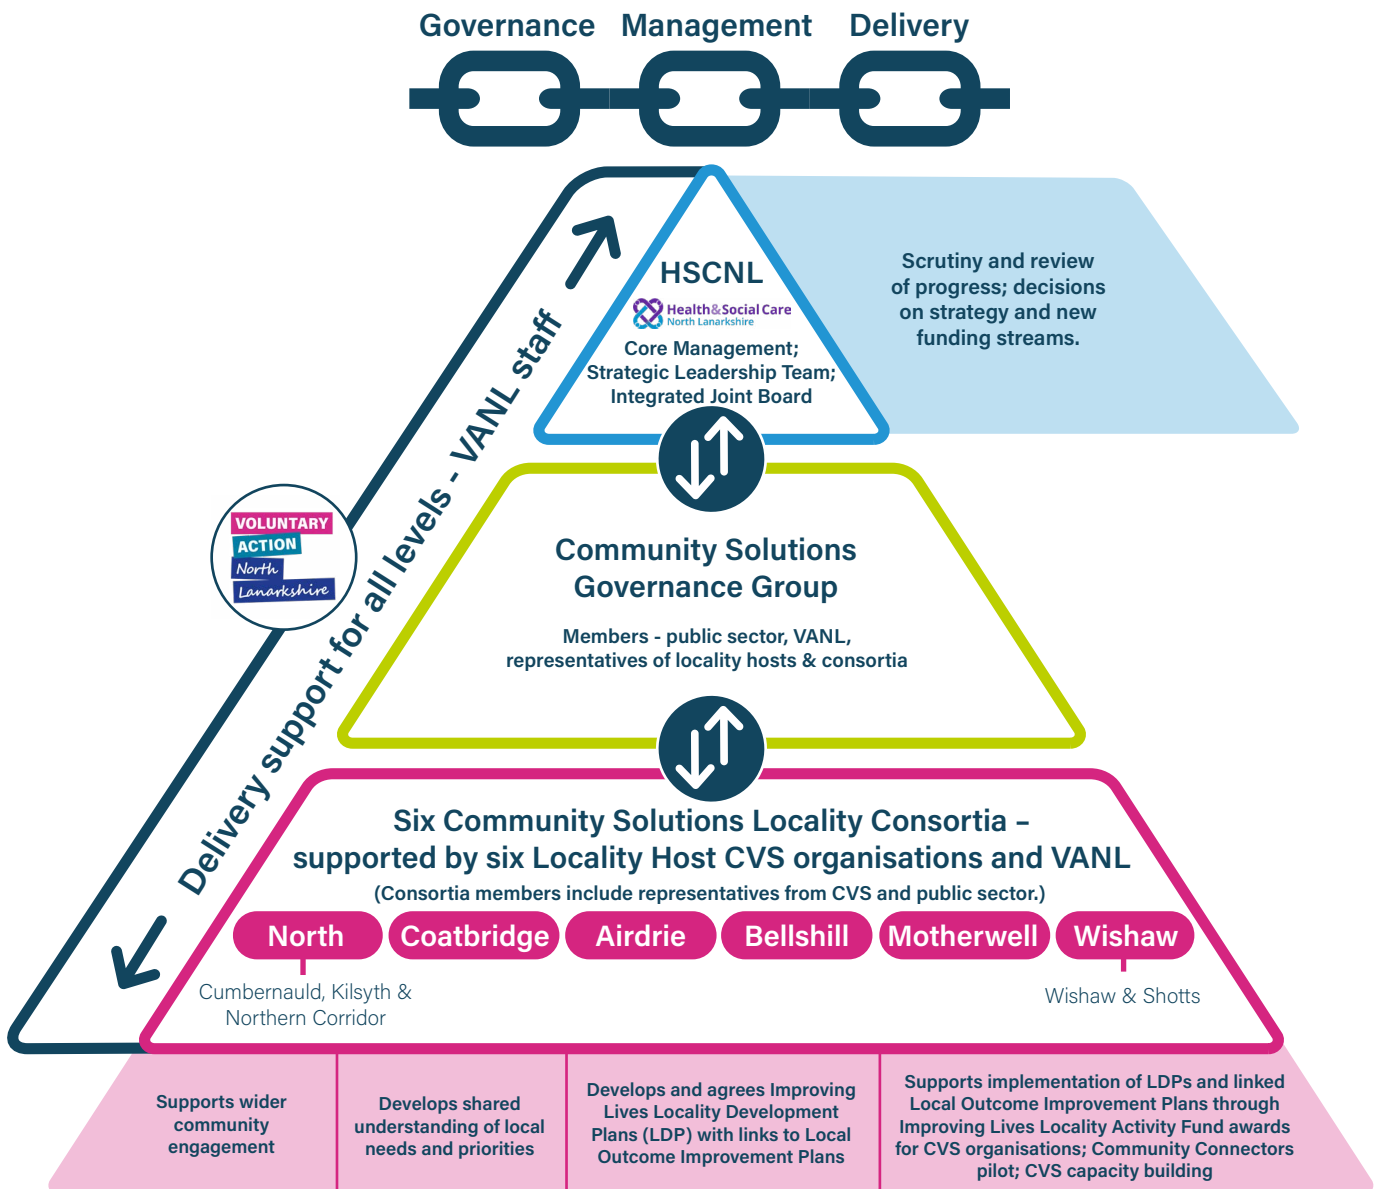 Governance Management Delivery
HSCNL
Health&Social Care
North Lanarkshire
Core Management;
Strategic Leadership Team;
Integrated Joint Board
Scrutiny and review
of progress; decisions
on strategy and new
funding streams.
Delivery support for all levels - VANL staff
VOLUNTARY
ACTION
North
Lanarkshire
Community Solutions
Governance Group
Members - public sector, VANL,
representatives of locality hosts & consortia
Six Community Solutions Locality Consortia –
supported by six Locality Host CVS organisations and VANL
(Consortia members include representatives from CVS and public sector.)
North Coatbridge Airdrie Bellshill Motherwell Wishaw
Cumbernauld, Kilsyth &
Northern Corridor
Wishaw & Shotts
Supports wider
community
engagement
Develops shared
understanding of local
needs and priorities
Develops and agrees Improving
Lives Locality Development
Plans (LDP) with links to Local
Outcome Improvement Plans
Supports implementation of LDPs and linked
Local Outcome Improvement Plans through
Improving Lives Locality Activity Fund awards
for CVS organisations; Community Connectors
pilot; CVS capacity building